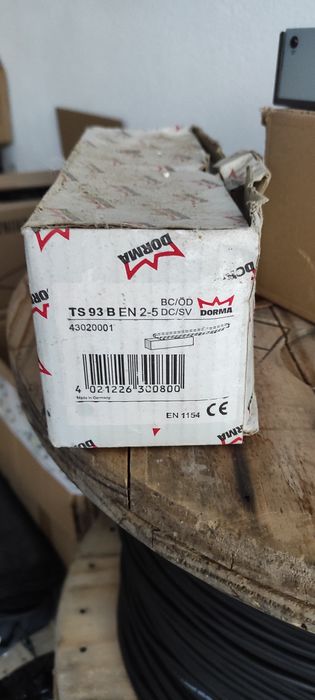 DORMA
TS 93 B EN 2-5 BC/ÖD DC/SV
DORMA
43020001
4 021226 300800
Made in Germany
EN 1154 CE
DORMA